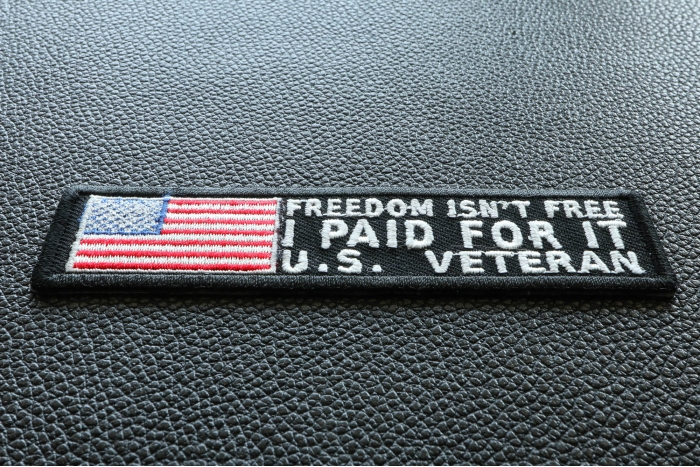 FREEDOM ISN'T FREE
I PAID FOR IT
U.S. VETERAN